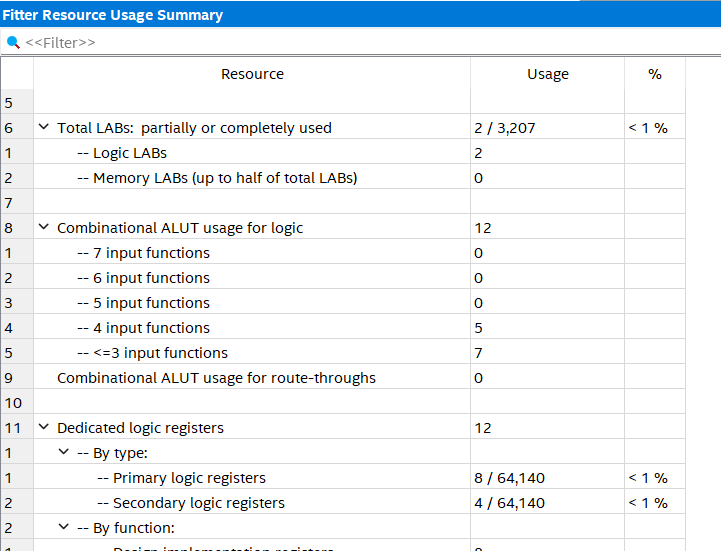 Fitter Resource Usage Summary
<<Filter>>
Resource Usage %
5
6 Total LABs: partially or completely used 2 / 3,207 < 1 %
1 -- Logic LABs 2
2 -- Memory LABs (up to half of total LABs) 0
7
8 Combinational ALUT usage for logic 12
1 -- 7 input functions 0
2 -- 6 input functions 0
3 -- 5 input functions 0
4 -- 4 input functions 5
5 -- <=3 input functions 7
9 Combinational ALUT usage for route-throughs 0
10
11 Dedicated logic registers 12
1 -- By type:
1 -- Primary logic registers 8 / 64,140 < 1 %
2 -- Secondary logic registers 4 / 64,140 < 1 %
2 -- By function:
-- Design implementation registers